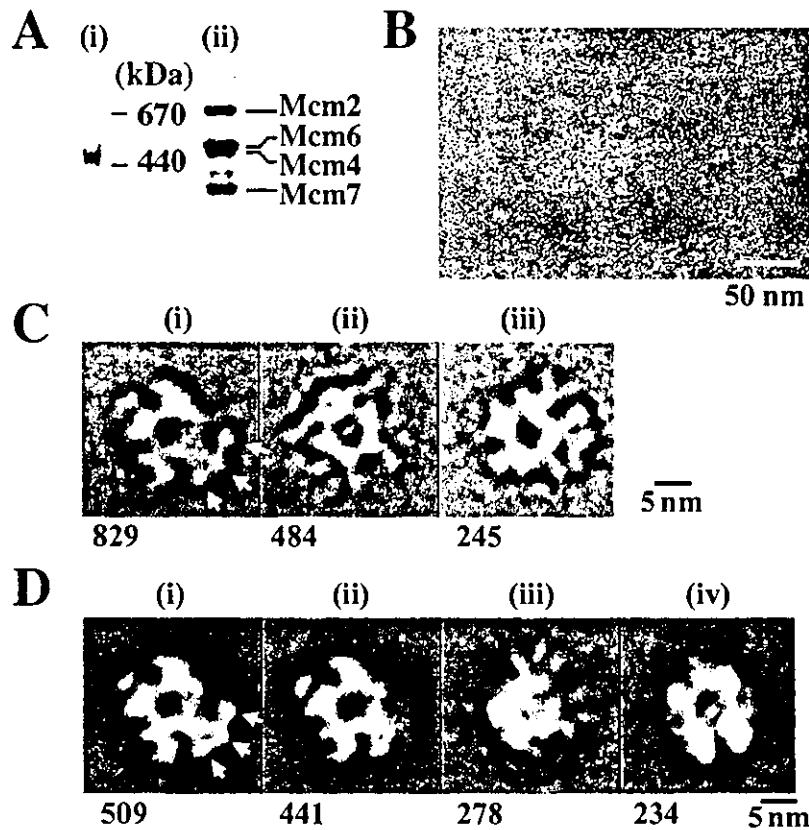 A
(i) (ii)
(kDa)
- 670
- 440
Mcm2
Mcm6
Mcm4
Mcm7
B
50 nm
C
(i) (ii) (iii)
829 484 245
5 nm
D
(i) (ii) (iii) (iv)
509 441 278 234
5 nm